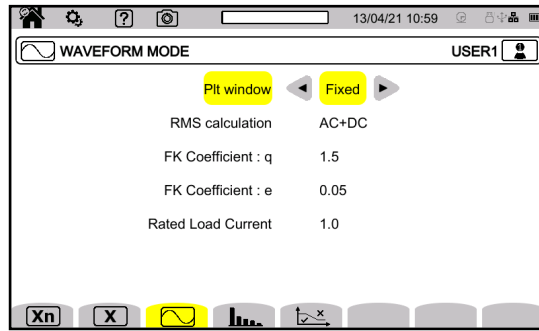 ? 13/04/21 10:59
WAVEFORM MODE USER1
Plt window Fixed
RMS calculation AC+DC
FK Coefficient : q 1.5
FK Coefficient : e 0.05
Rated Load Current 1.0
Xn X